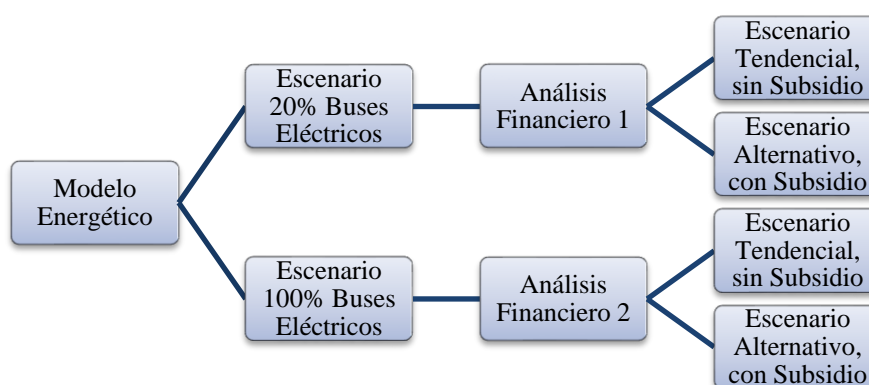 Modelo
Energético
Escenario
20% Buses
Eléctricos
Análisis
Financiero 1
Escenario
Tendencial,
sin Subsidio
Escenario
Alternativo,
con Subsidio
Escenario
100% Buses
Eléctricos
Análisis
Financiero 2
Escenario
Tendencial,
sin Subsidio
Escenario
Alternativo,
con Subsidio